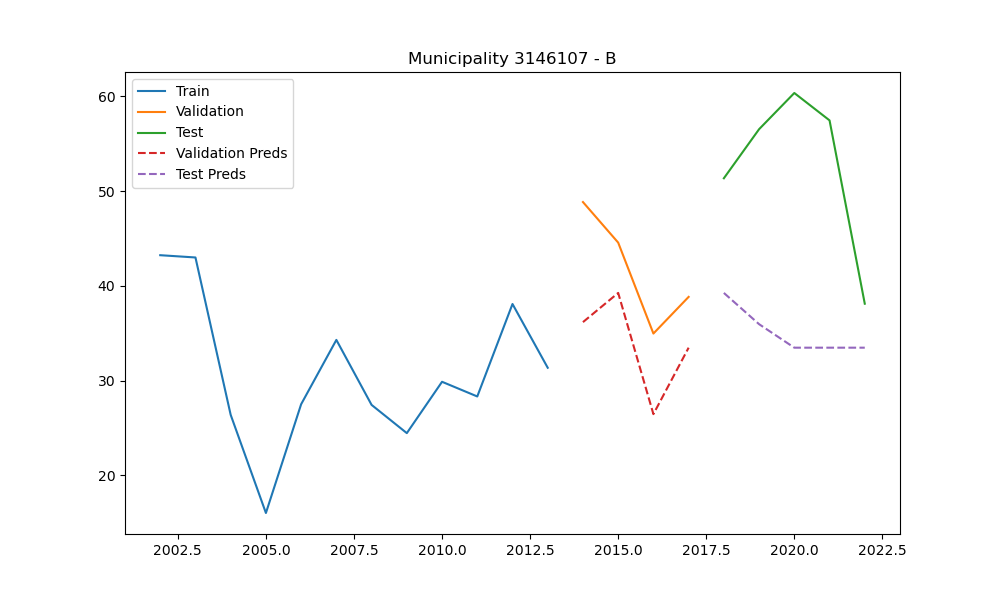 Municipality 3146107 - B
Train
Validation
Test
Validation Preds
Test Preds
60
50
40
30
20
2002.5 2005.0 2007.5 2010.0 2012.5 2015.0 2017.5 2020.0 2022.5